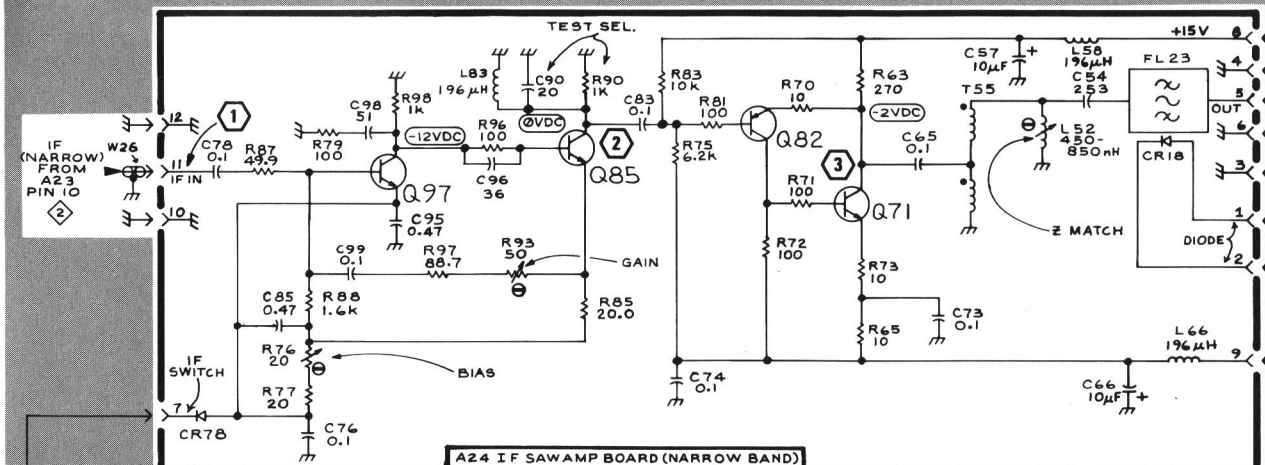 TEST SEL.
+15V
8
L83
196µH
C90
20
R90
1K
C57
10µF
+
L58
196µH
C54
253
FL23
4
5
OUT
6
3
1
2
9
12
1
C98
51
R98
1k
R79
100
-12VDC
R96
100
C96
36
ØVDC
C83
0.1
R83
10k
R81
100
R70
10
R63
270
-2VDC
T55
IF
(NARROW)
FROM
A23
PIN 10
2
W26
11
IF IN
C78
0.1
R87
49.9
10
Q97
2
Q85
R75
6.2k
Q82
3
C65
0.1
L52
450-
850nH
CR18
C95
0.47
R71
100
Q71
Z MATCH
DIODE
C99
0.1
R97
88.7
R93
50
GAIN
R72
100
R73
10
C85
0.47
R88
1.6k
R85
20.0
C73
0.1
R76
20
BIAS
R65
10
L66
196µH
IF
SWITCH
R77
20
C74
0.1
C66
10µF
+
7
CR78
C76
0.1
A24 IF SAWAMP BOARD (NARROW BAND)